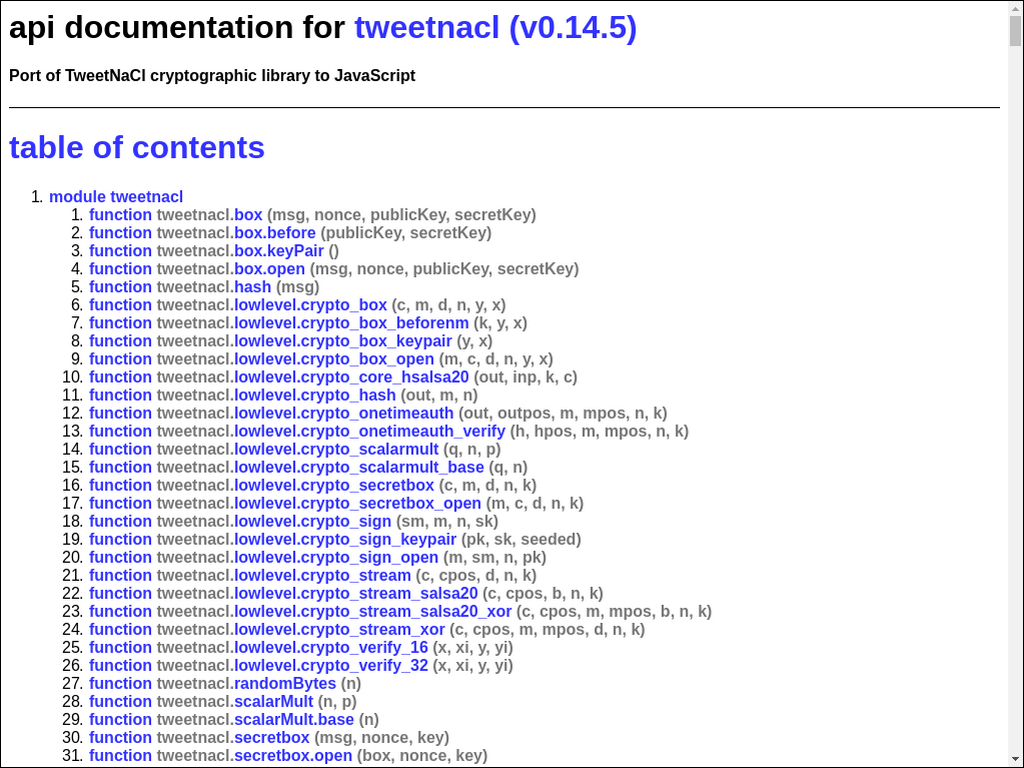 api documentation for tweetnacl (v0.14.5)
Port of TweetNaCl cryptographic library to JavaScript
table of contents
1. module tweetnacl
1. function tweetnacl.box (msg, nonce, publicKey, secretKey)
2. function tweetnacl.box.before (publicKey, secretKey)
3. function tweetnacl.box.keyPair ()
4. function tweetnacl.box.open (msg, nonce, publicKey, secretKey)
5. function tweetnacl.hash (msg)
6. function tweetnacl.lowlevel.crypto_box (c, m, d, n, y, x)
7. function tweetnacl.lowlevel.crypto_box_beforenm (k, y, x)
8. function tweetnacl.lowlevel.crypto_box_keypair (y, x)
9. function tweetnacl.lowlevel.crypto_box_open (m, c, d, n, y, x)
10. function tweetnacl.lowlevel.crypto_core_hsalsa20 (out, inp, k, c)
11. function tweetnacl.lowlevel.crypto_hash (out, m, n)
12. function tweetnacl.lowlevel.crypto_onetimeauth (out, outpos, m, mpos, n, k)
13. function tweetnacl.lowlevel.crypto_onetimeauth_verify (h, hpos, m, mpos, n, k)
14. function tweetnacl.lowlevel.crypto_scalarmult (q, n, p)
15. function tweetnacl.lowlevel.crypto_scalarmult_base (q, n)
16. function tweetnacl.lowlevel.crypto_secretbox (c, m, d, n, k)
17. function tweetnacl.lowlevel.crypto_secretbox_open (m, c, d, n, k)
18. function tweetnacl.lowlevel.crypto_sign (sm, m, n, sk)
19. function tweetnacl.lowlevel.crypto_sign_keypair (pk, sk, seeded)
20. function tweetnacl.lowlevel.crypto_sign_open (m, sm, n, pk)
21. function tweetnacl.lowlevel.crypto_stream (c, cpos, d, n, k)
22. function tweetnacl.lowlevel.crypto_stream_salsa20 (c, cpos, b, n, k)
23. function tweetnacl.lowlevel.crypto_stream_salsa20_xor (c, cpos, m, mpos, b, n, k)
24. function tweetnacl.lowlevel.crypto_stream_xor (c, cpos, m, mpos, d, n, k)
25. function tweetnacl.lowlevel.crypto_verify_16 (x, xi, y, yi)
26. function tweetnacl.lowlevel.crypto_verify_32 (x, xi, y, yi)
27. function tweetnacl.randomBytes (n)
28. function tweetnacl.scalarMult (n, p)
29. function tweetnacl.scalarMult.base (n)
30. function tweetnacl.secretbox (msg, nonce, key)
31. function tweetnacl.secretbox.open (box, nonce, key)